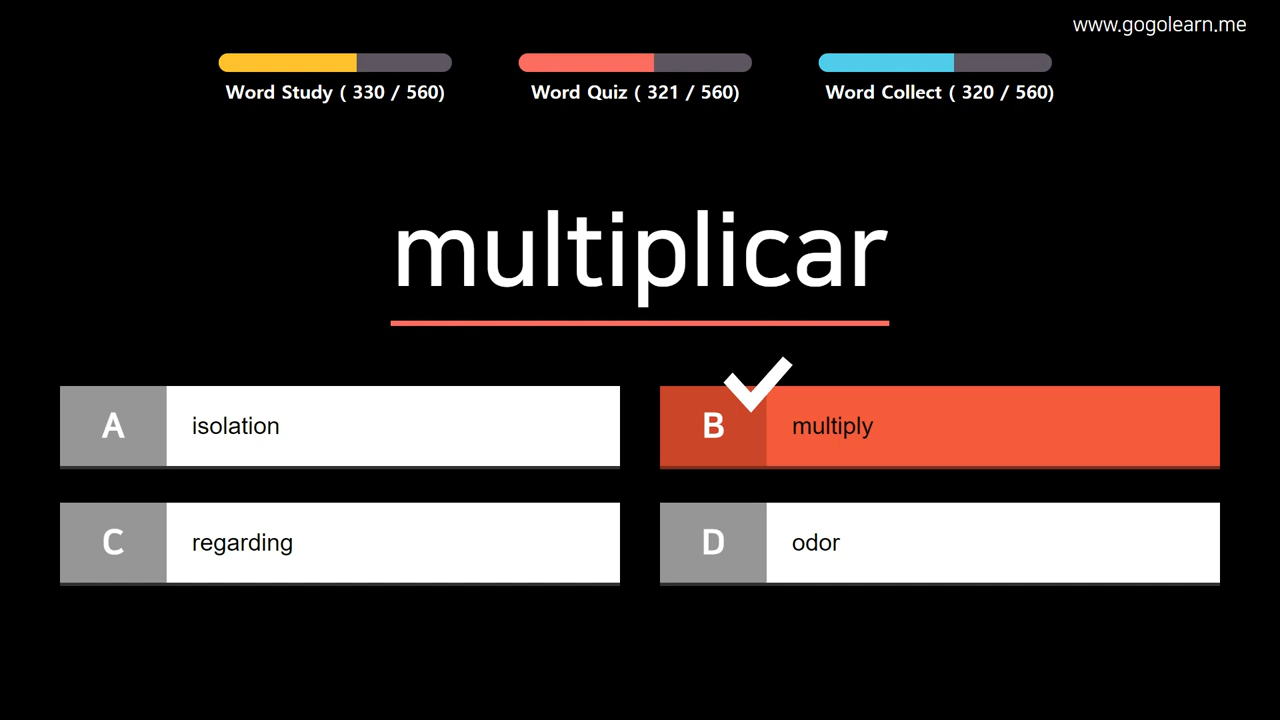 www.gogolearn.me
Word Study ( 330 / 560)
Word Quiz ( 321 / 560)
Word Collect ( 320 / 560)
multiplicar
A isolation
B multiply
C regarding
D odor